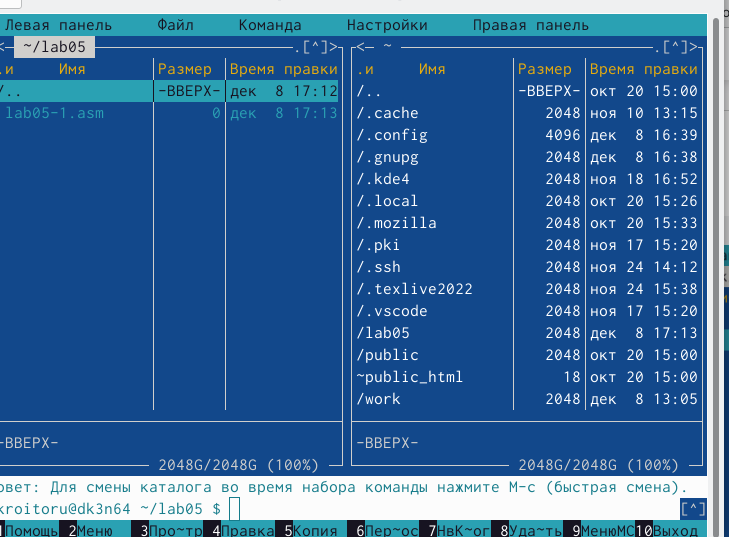 Левая панель Файл Команда Настройки Правая панель
<─ ~/lab05 .[^]> <─ ~ .[^]>
.и Имя Размер Время правки .и Имя Размер Время правки
/.. -ВВЕРХ- дек 8 17:12 /.. -ВВЕРХ- окт 20 15:00
lab05-1.asm 0 дек 8 17:13 /.cache 2048 ноя 10 13:15
/.config 4096 дек 8 16:39
/.gnupg 2048 дек 8 16:38
/.kde4 2048 ноя 18 16:52
/.local 2048 окт 20 15:26
/.mozilla 2048 окт 20 15:33
/.pki 2048 ноя 17 15:20
/.ssh 2048 ноя 24 14:12
/.texlive2022 2048 ноя 24 15:38
/.vscode 2048 ноя 17 15:20
/lab05 2048 дек 8 17:13
/public 2048 окт 20 15:00
~public_html 18 окт 20 15:00
/work 2048 дек 8 13:05
-ВВЕРХ- -ВВЕРХ-
2048G/2048G (100%) 2048G/2048G (100%)
овет: Для смены каталога во время набора команды нажмите M-c (быстрая смена).
kroitoru@dk3n64 ~/lab05 $ [^]
1Помощь 2Меню 3Про~тр 4Правка 5Копия 6Пер~ос 7НвК~ог 8Уда~ть 9МенюMC 10Выход